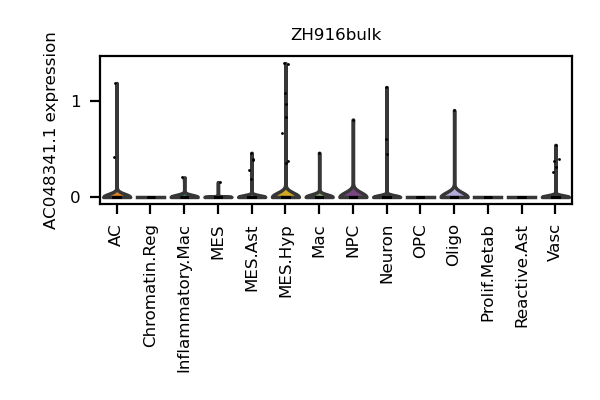 ZH916bulk
AC048341.1 expression
1
0
AC
Chromatin.Reg
Inflammatory.Mac
MES
MES.Ast
MES.Hyp
Mac
NPC
Neuron
OPC
Oligo
Prolif.Metab
Reactive.Ast
Vasc